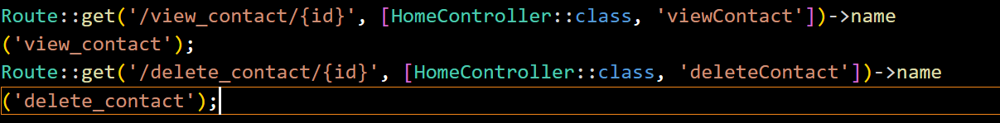 Route::get('/view_contact/{id}', [HomeController::class, 'viewContact'])->name
('view_contact');
Route::get('/delete_contact/{id}', [HomeController::class, 'deleteContact'])->name
('delete_contact');